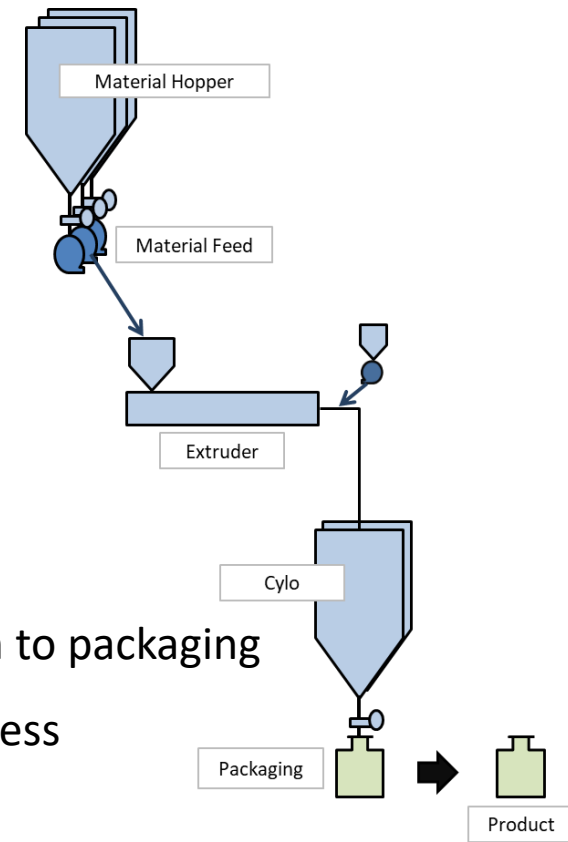 Material Hopper
Material Feed
Extruder
Cylo
to packaging
ess
Packaging
Product